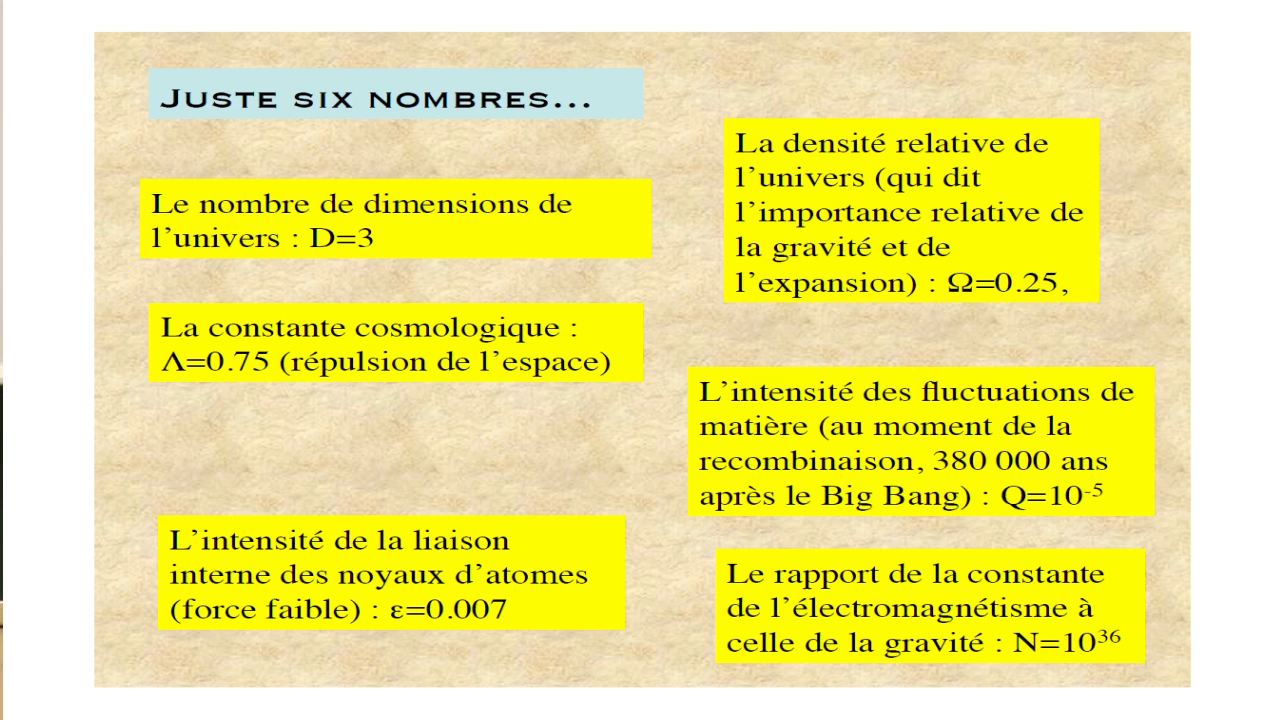 JUSTE SIX NOMBRES...
Le nombre de dimensions de
l’univers : D=3
La constante cosmologique :
Λ=0.75 (répulsion de l’espace)
L’intensité de la liaison
interne des noyaux d’atomes
(force faible) : ε=0.007
La densité relative de
l’univers (qui dit
l’importance relative de
la gravité et de
l’expansion) : Ω=0.25,
L’intensité des fluctuations de
matière (au moment de la
recombinaison, 380 000 ans
après le Big Bang) : Q=10⁻⁵
Le rapport de la constante
de l’électromagnétisme à
celle de la gravité : N=10³⁶